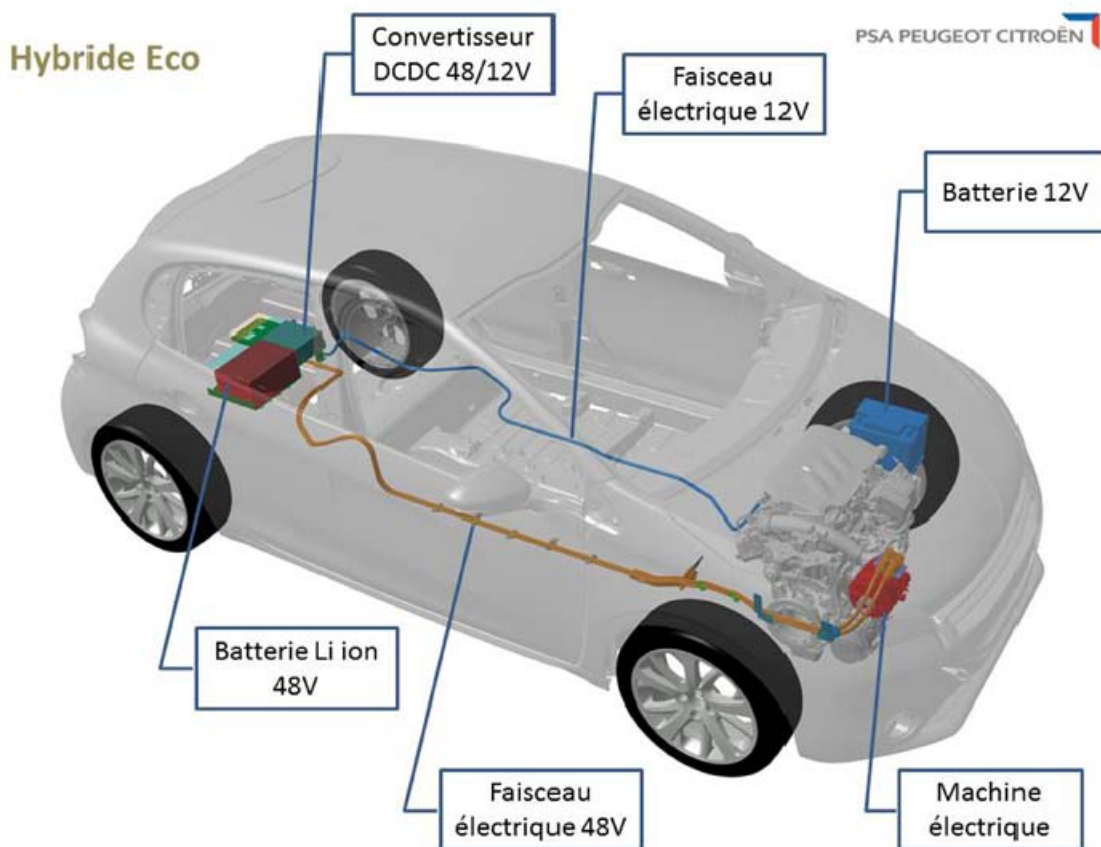 Hybride Eco
PSA PEUGEOT CITROËN
Convertisseur
DCDC 48/12V
Faisceau
électrique 12V
Batterie 12V
Batterie Li ion
48V
Faisceau
électrique 48V
Machine
électrique